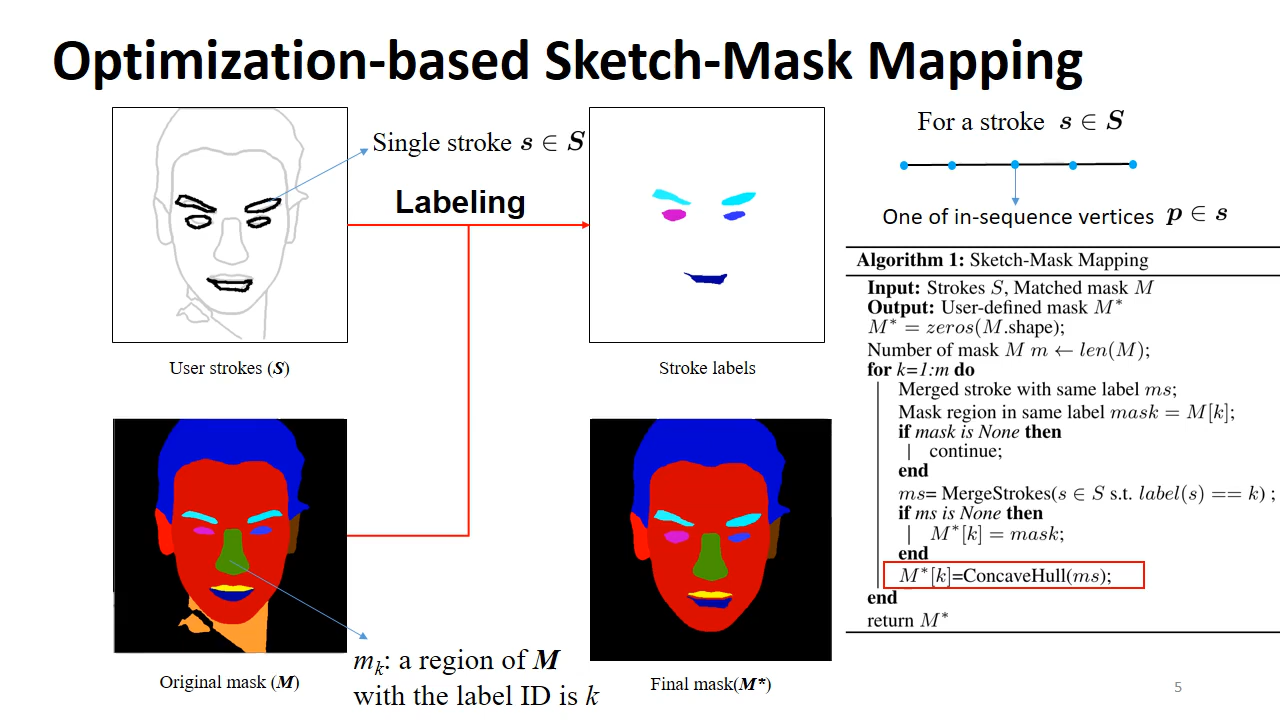 Optimization-based Sketch-Mask Mapping
Single stroke s ∈ S
Labeling
User strokes (S)
Stroke labels
Original mask (M)
m_k: a region of M
with the label ID is k
Final mask(M*)
For a stroke s ∈ S
One of in-sequence vertices p ∈ s
Algorithm 1: Sketch-Mask Mapping
Input: Strokes S, Matched mask M
Output: User-defined mask M*
M* = zeros(M.shape);
Number of mask M m ← len(M);
for k=1:m do
Merged stroke with same label ms;
Mask region in same label mask = M[k];
if mask is None then
continue;
end
ms= MergeStrokes(s ∈ S s.t. label(s) == k) ;
if ms is None then
M*[k] = mask;
end
M*[k]=ConcaveHull(ms);
end
return M*
5